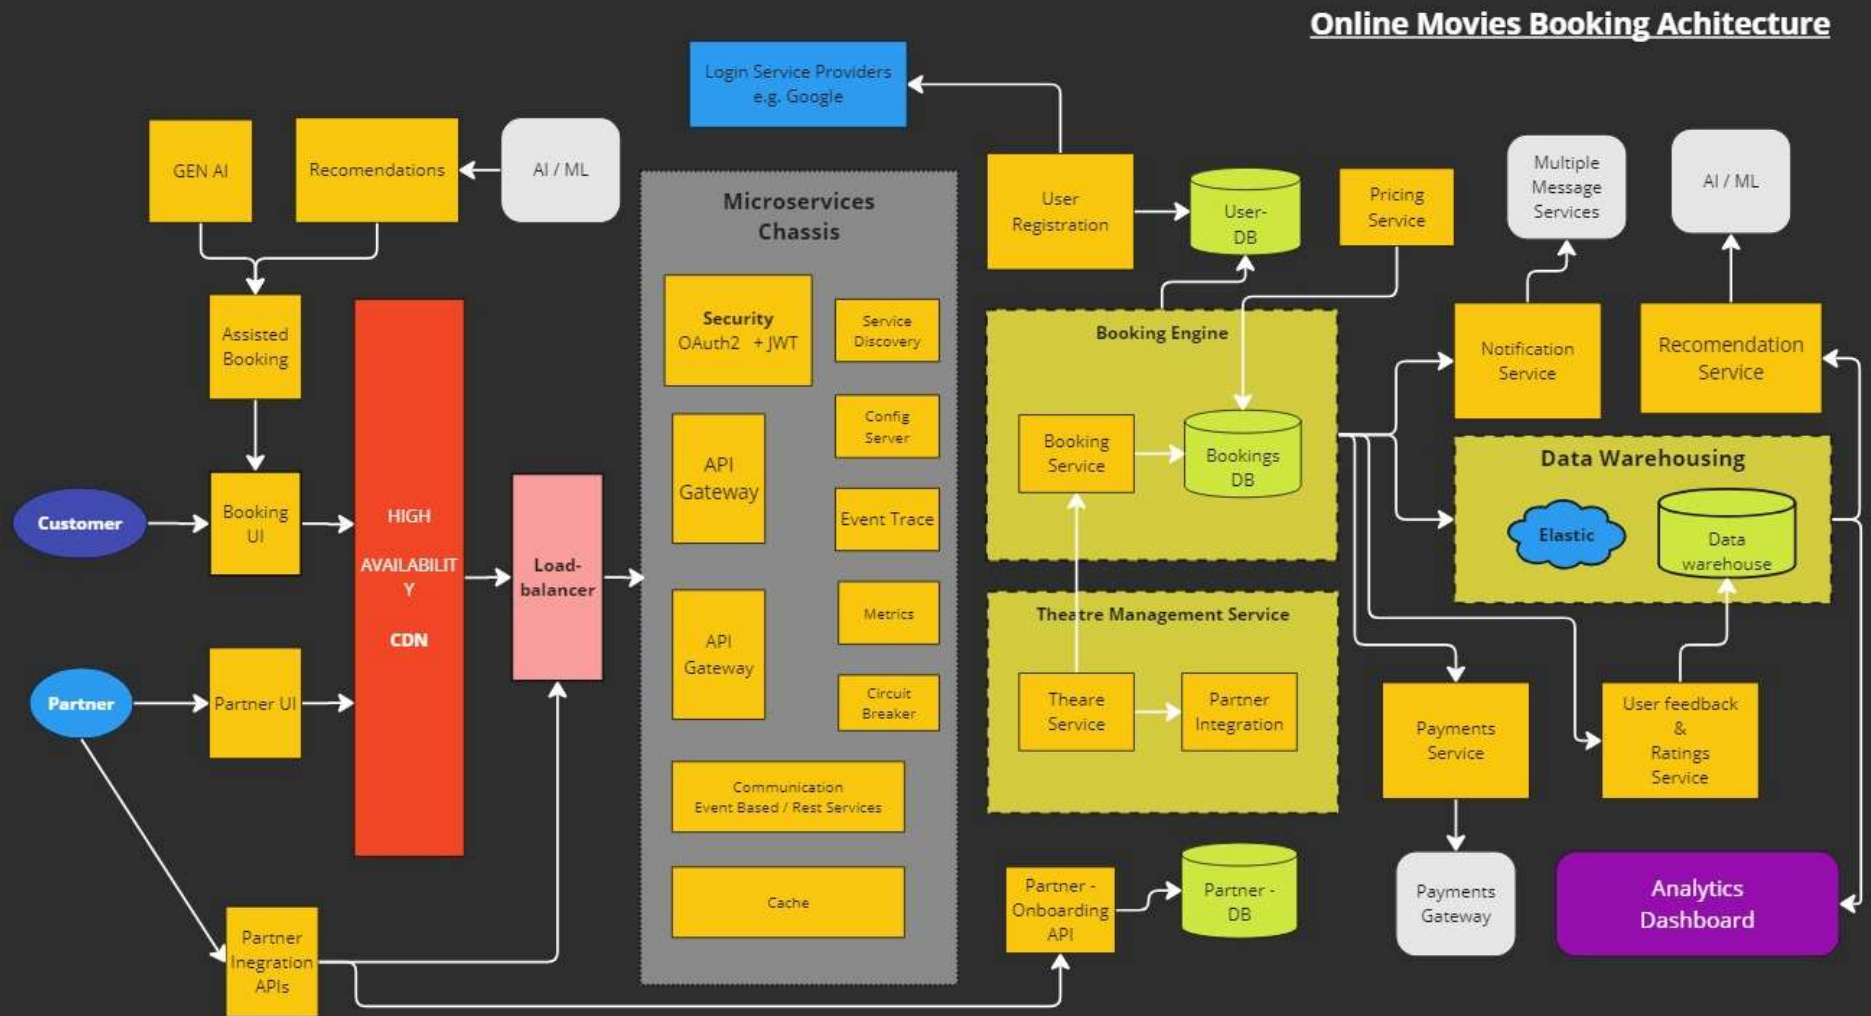 Online Movies Booking Achitecture
Login Service Providers
e.g. Google
GEN AI
Recomendations
AI / ML
Assisted
Booking
Customer
Booking
UI
Partner
Partner UI
Partner
Inegration
APIs
HIGH
AVAILABILIT
Y
CDN
Load-
balancer
Microservices
Chassis
Security
OAuth2 + JWT
Service
Discovery
Config
Server
API
Gateway
Event Trace
API
Gateway
Metrics
Circuit
Breaker
Communication
Event Based / Rest Services
Cache
User
Registration
User-
DB
Pricing
Service
Booking Engine
Booking
Service
Bookings
DB
Theatre Management Service
Theare
Service
Partner
Integration
Partner -
Onboarding
API
Partner -
DB
Multiple
Message
Services
AI / ML
Notification
Service
Recomendation
Service
Data Warehousing
Elastic
Data
warehouse
Payments
Service
User feedback
&
Ratings
Service
Payments
Gateway
Analytics
Dashboard